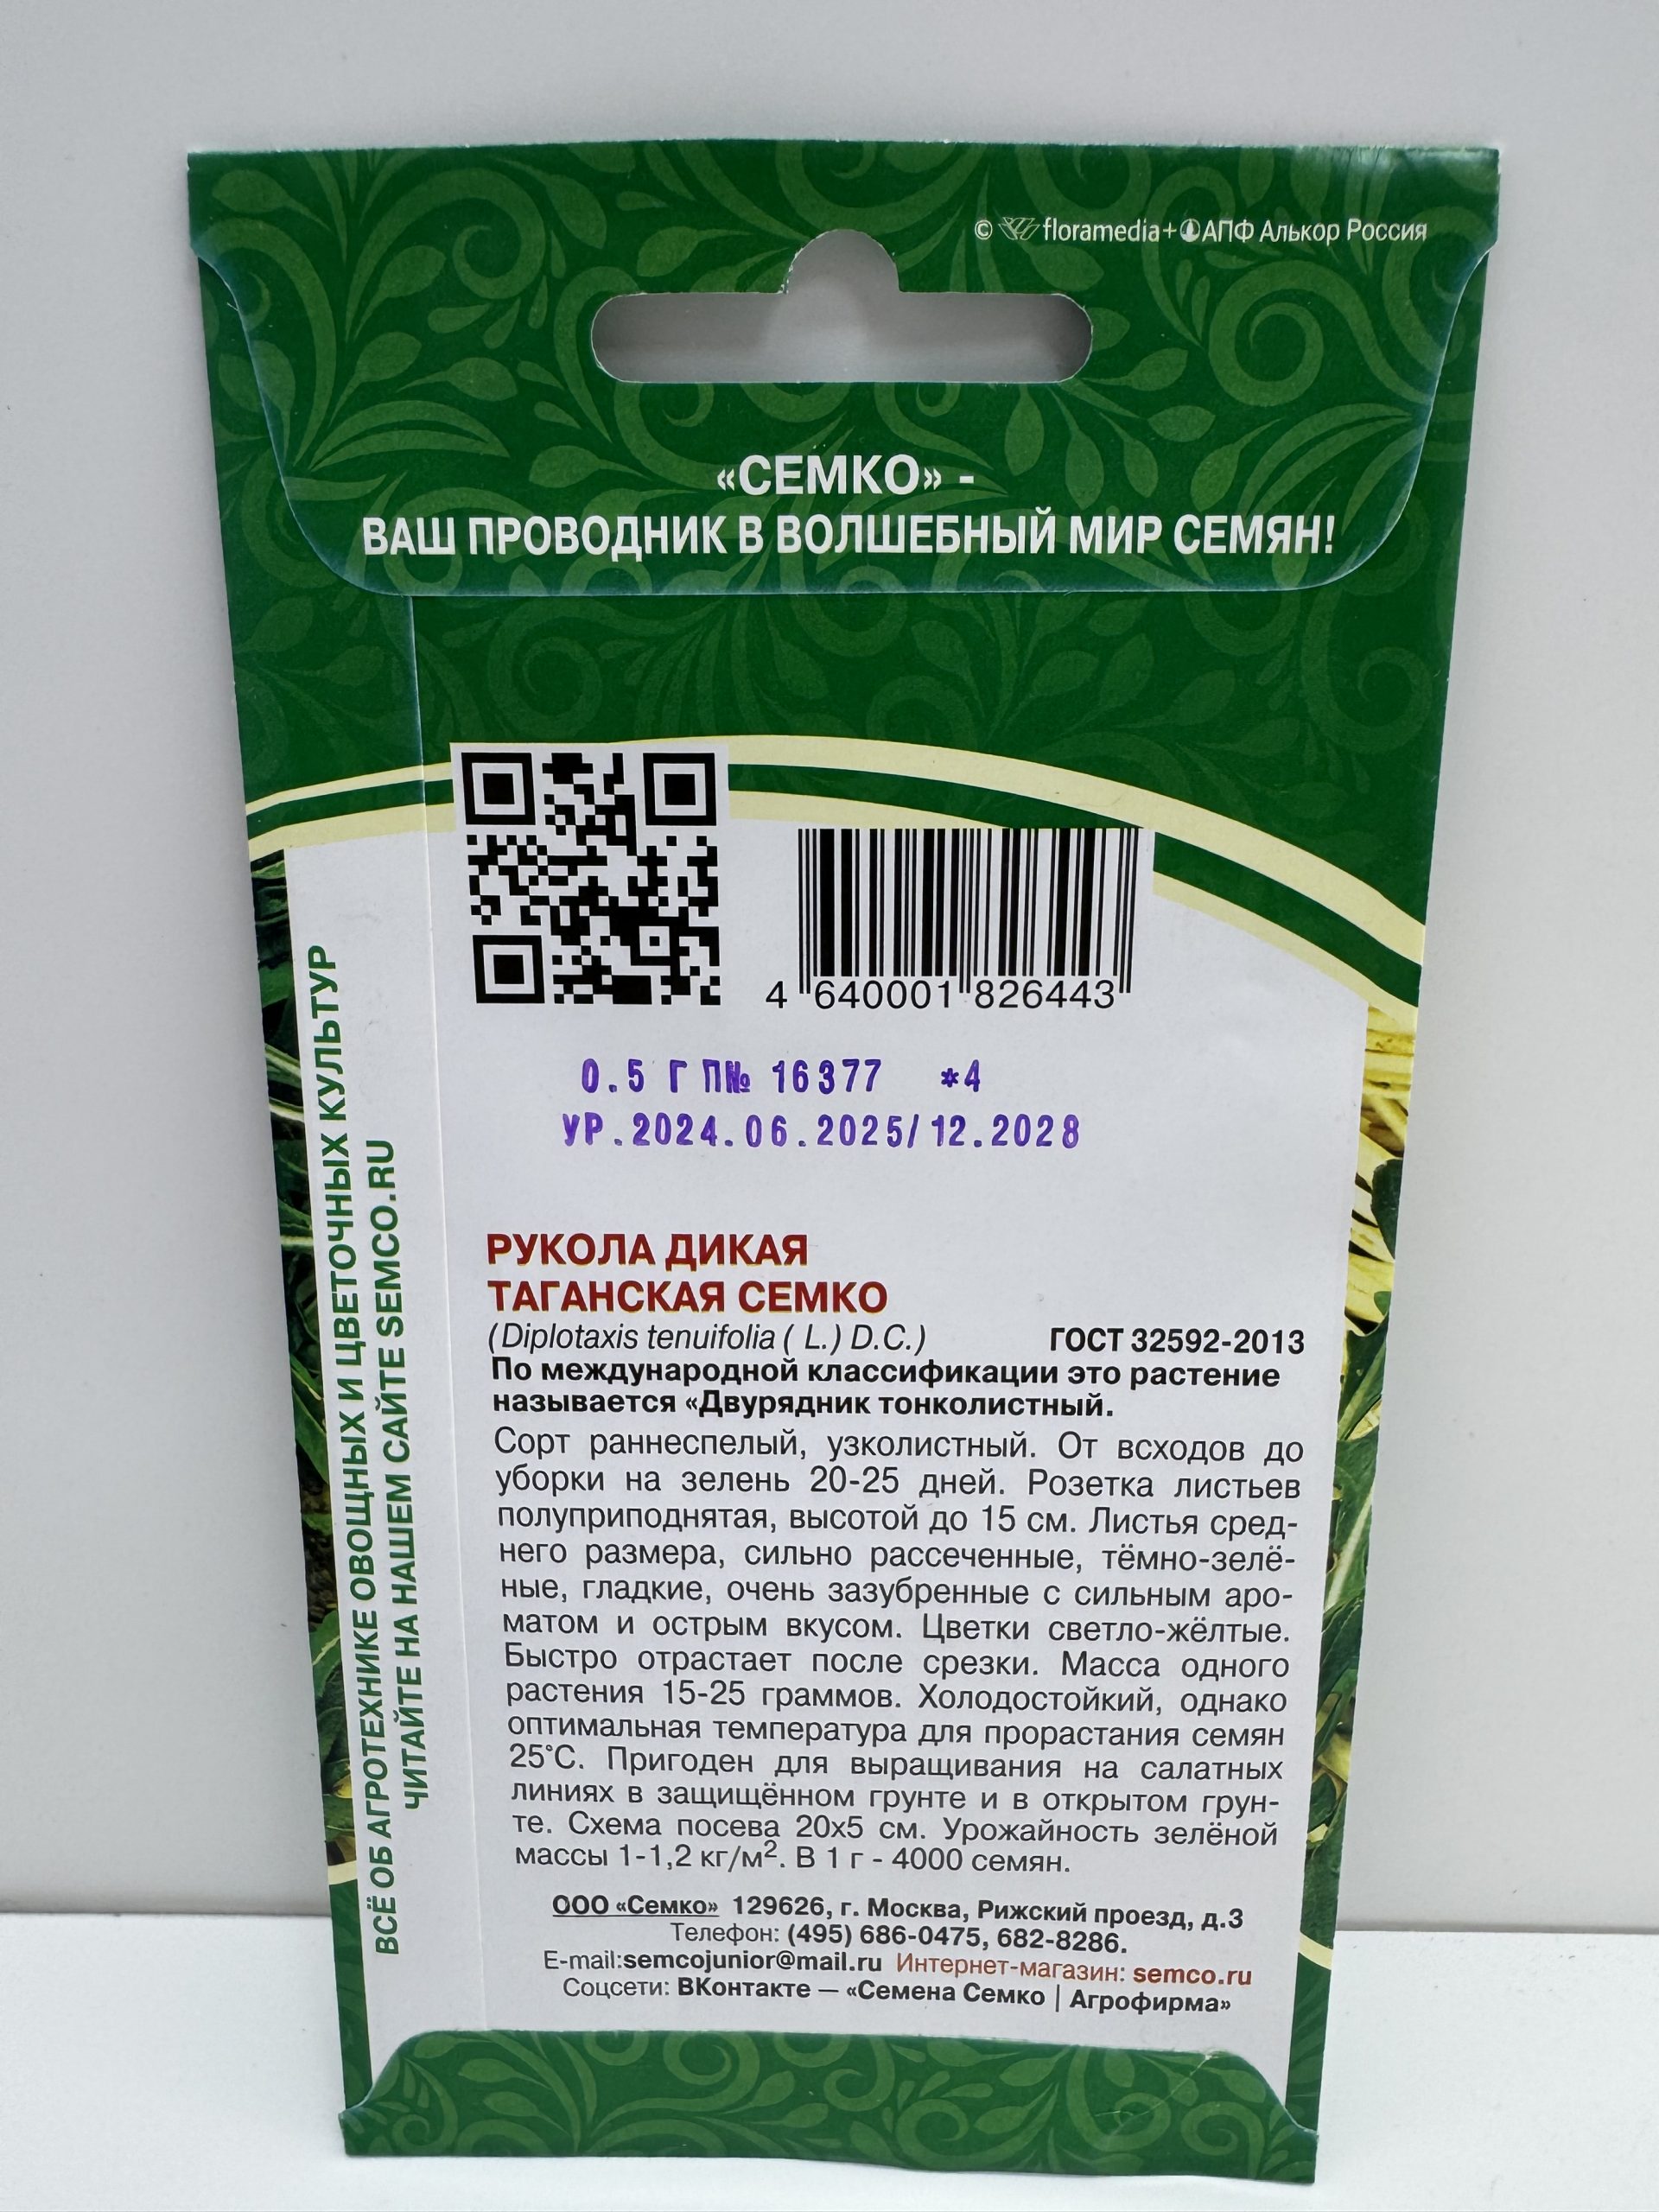 © floramedia+АПФ Алькор Россия
«СЕМКО» -
ВАШ ПРОВОДНИК В ВОЛШЕБНЫЙ МИР СЕМЯН!
4 640001 826443
0.5 Г П№ 16377 *4
УР.2024.06.2025/12.2028
РУКОЛА ДИКАЯ
ТАГАНСКАЯ СЕМКО
(Diplotaxis tenuifolia ( L.) D.C.) ГОСТ 32592-2013
По международной классификации это растение
называется «Двурядник тонколистный.
Сорт раннеспелый, узколистный. От всходов до
уборки на зелень 20-25 дней. Розетка листьев
полуприподнятая, высотой до 15 см. Листья сред-
него размера, сильно рассеченные, тёмно-зелё-
ные, гладкие, очень зазубренные с сильным аро-
матом и острым вкусом. Цветки светло-жёлтые.
Быстро отрастает после срезки. Масса одного
растения 15-25 граммов. Холодостойкий, однако
оптимальная температура для прорастания семян
25°С. Пригоден для выращивания на салатных
линиях в защищённом грунте и в открытом грун-
те. Схема посева 20х5 см. Урожайность зелёной
массы 1-1,2 кг/м². В 1 г - 4000 семян.
ООО «Семко» 129626, г. Москва, Рижский проезд, д.3
Телефон: (495) 686-0475, 682-8286.
E-mail:semcojunior@mail.ru Интернет-магазин: semco.ru
Соцсети: ВКонтакте — «Семена Семко | Агрофирма»
ВСЁ ОБ АГРОТЕХНИКЕ ОВОЩНЫХ И ЦВЕТОЧНЫХ КУЛЬТУР
ЧИТАЙТЕ НА НАШЕМ САЙТЕ SEMCO.RU